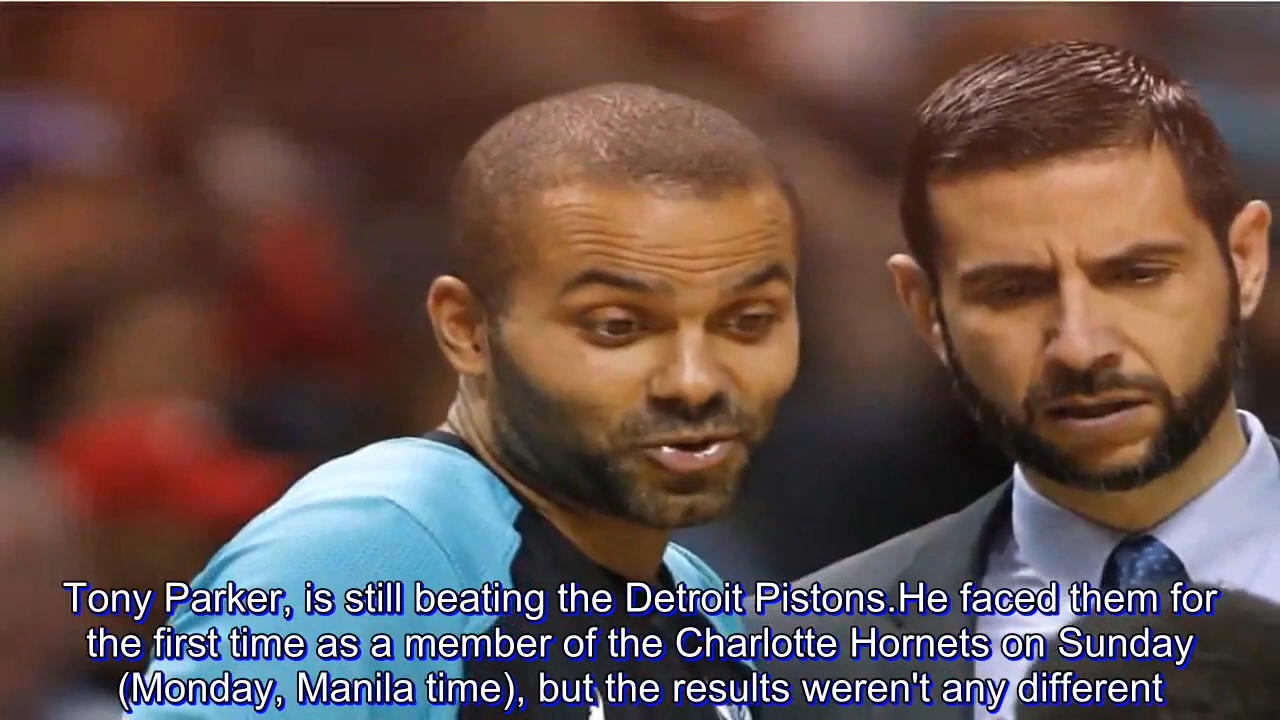 Tony Parker, is still beating the Detroit Pistons.He faced them for
the first time as a member of the Charlotte Hornets on Sunday
(Monday, Manila time), but the results weren't any different